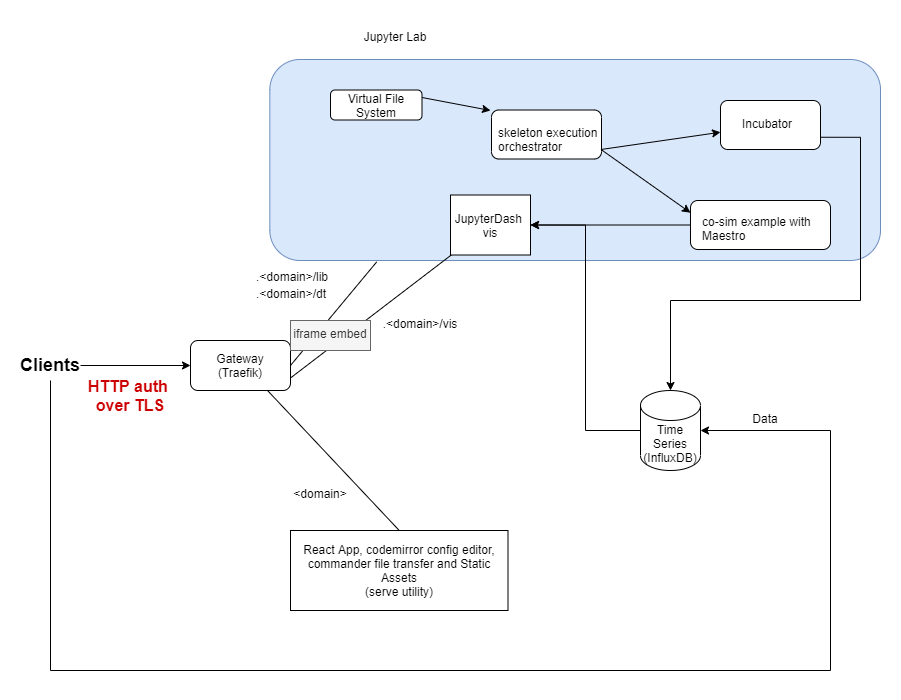 Jupyter Lab
Virtual File
System
skeleton execution
orchestrator
Incubator
JupyterDash
vis
co-sim example with
Maestro
.<domain>/lib
.<domain>/dt
iframe embed
.<domain>/vis
Gateway
(Traefik)
Clients
HTTP auth
over TLS
Time
Series
(InfluxDB)
Data
<domain>
React App, codemirror config editor,
commander file transfer and Static
Assets
(serve utility)